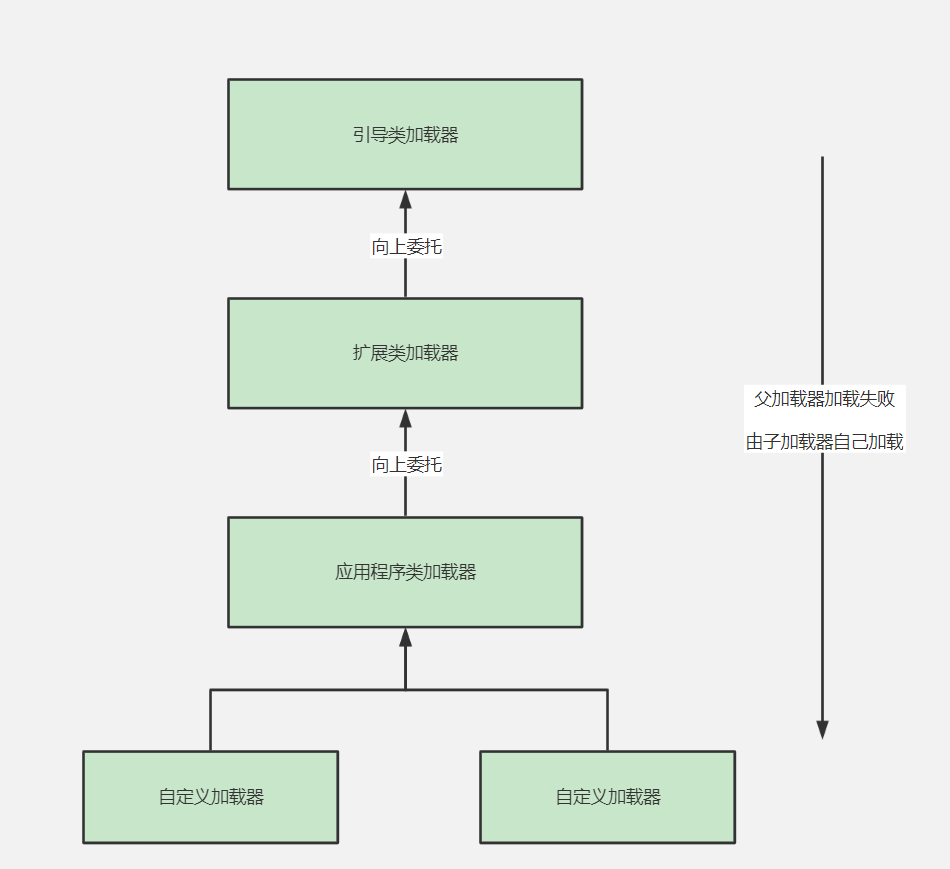 引导类加载器
向上委托
扩展类加载器
父加载器加载失败
由子加载器自己加载
向上委托
应用程序类加载器
自定义加载器
自定义加载器